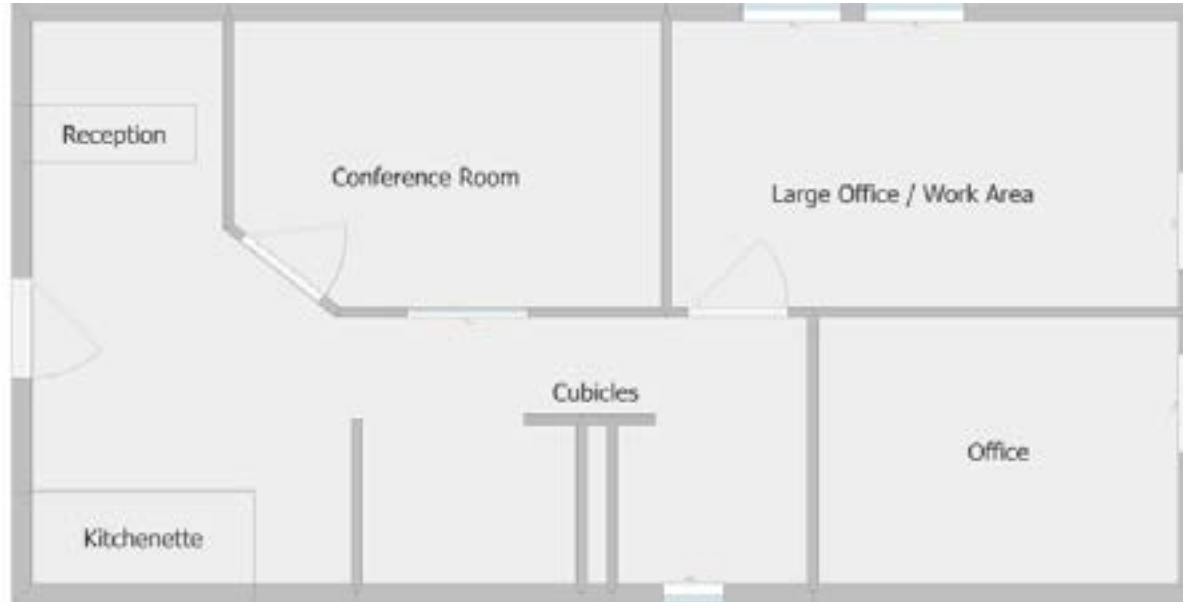 Reception
Conference Room
Large Office / Work Area
Cubicles
Office
Kitchenette